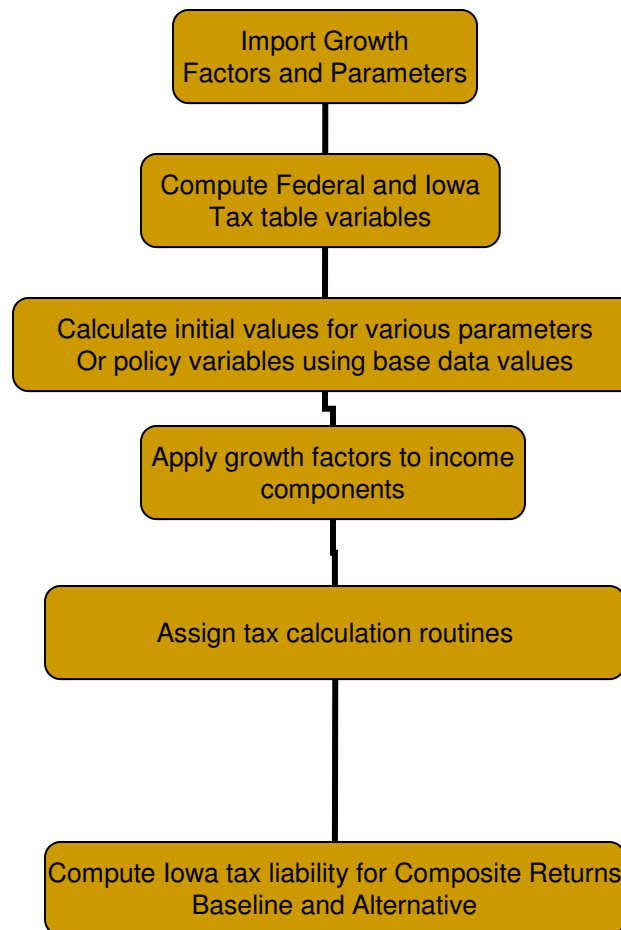 Import Growth
Factors and Parameters
Compute Federal and Iowa
Tax table variables
Calculate initial values for various parameters
Or policy variables using base data values
Apply growth factors to income
components
Assign tax calculation routines
Compute Iowa tax liability for Composite Returns
Baseline and Alternative